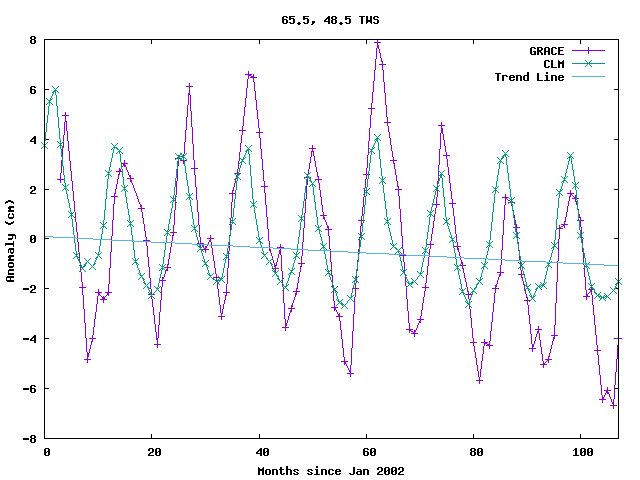 65.5, 48.5 TWS
GRACE
CLM
Trend Line
8
6
4
2
0
-2
-4
-6
-8
Anomaly (cm)
0 20 40 60 80 100
Months since Jan 2002